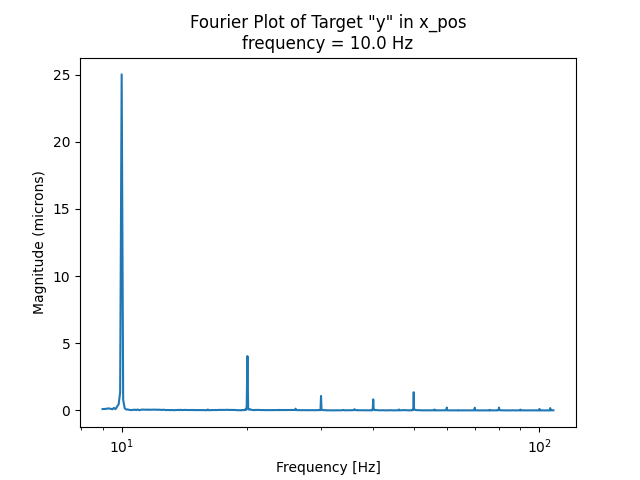 Fourier Plot of Target "y" in x_pos
frequency = 10.0 Hz
25
20
15
10
5
0
Magnitude (microns)
10¹
10²
Frequency [Hz]